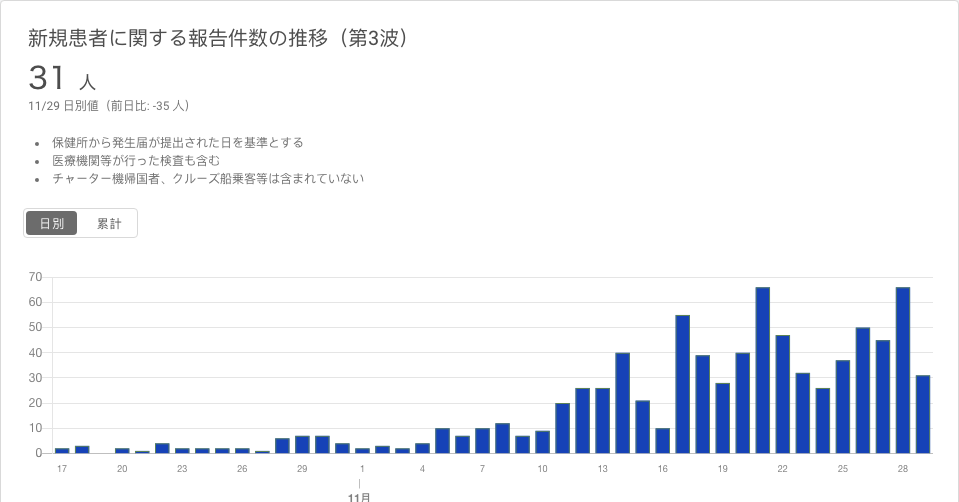 新規患者に関する報告件数の推移（第3波）
31 人
11/29 日別値（前日比: -35 人）
保健所から発生届が提出された日を基準とする
医療機関等が行った検査も含む
チャーター機帰国者、クルーズ船乗客等は含まれていない
日別 累計
70
60
50
40
30
20
10
0
17 20 23 26 29 1 4 7 10 13 16 19 22 25 28
11月